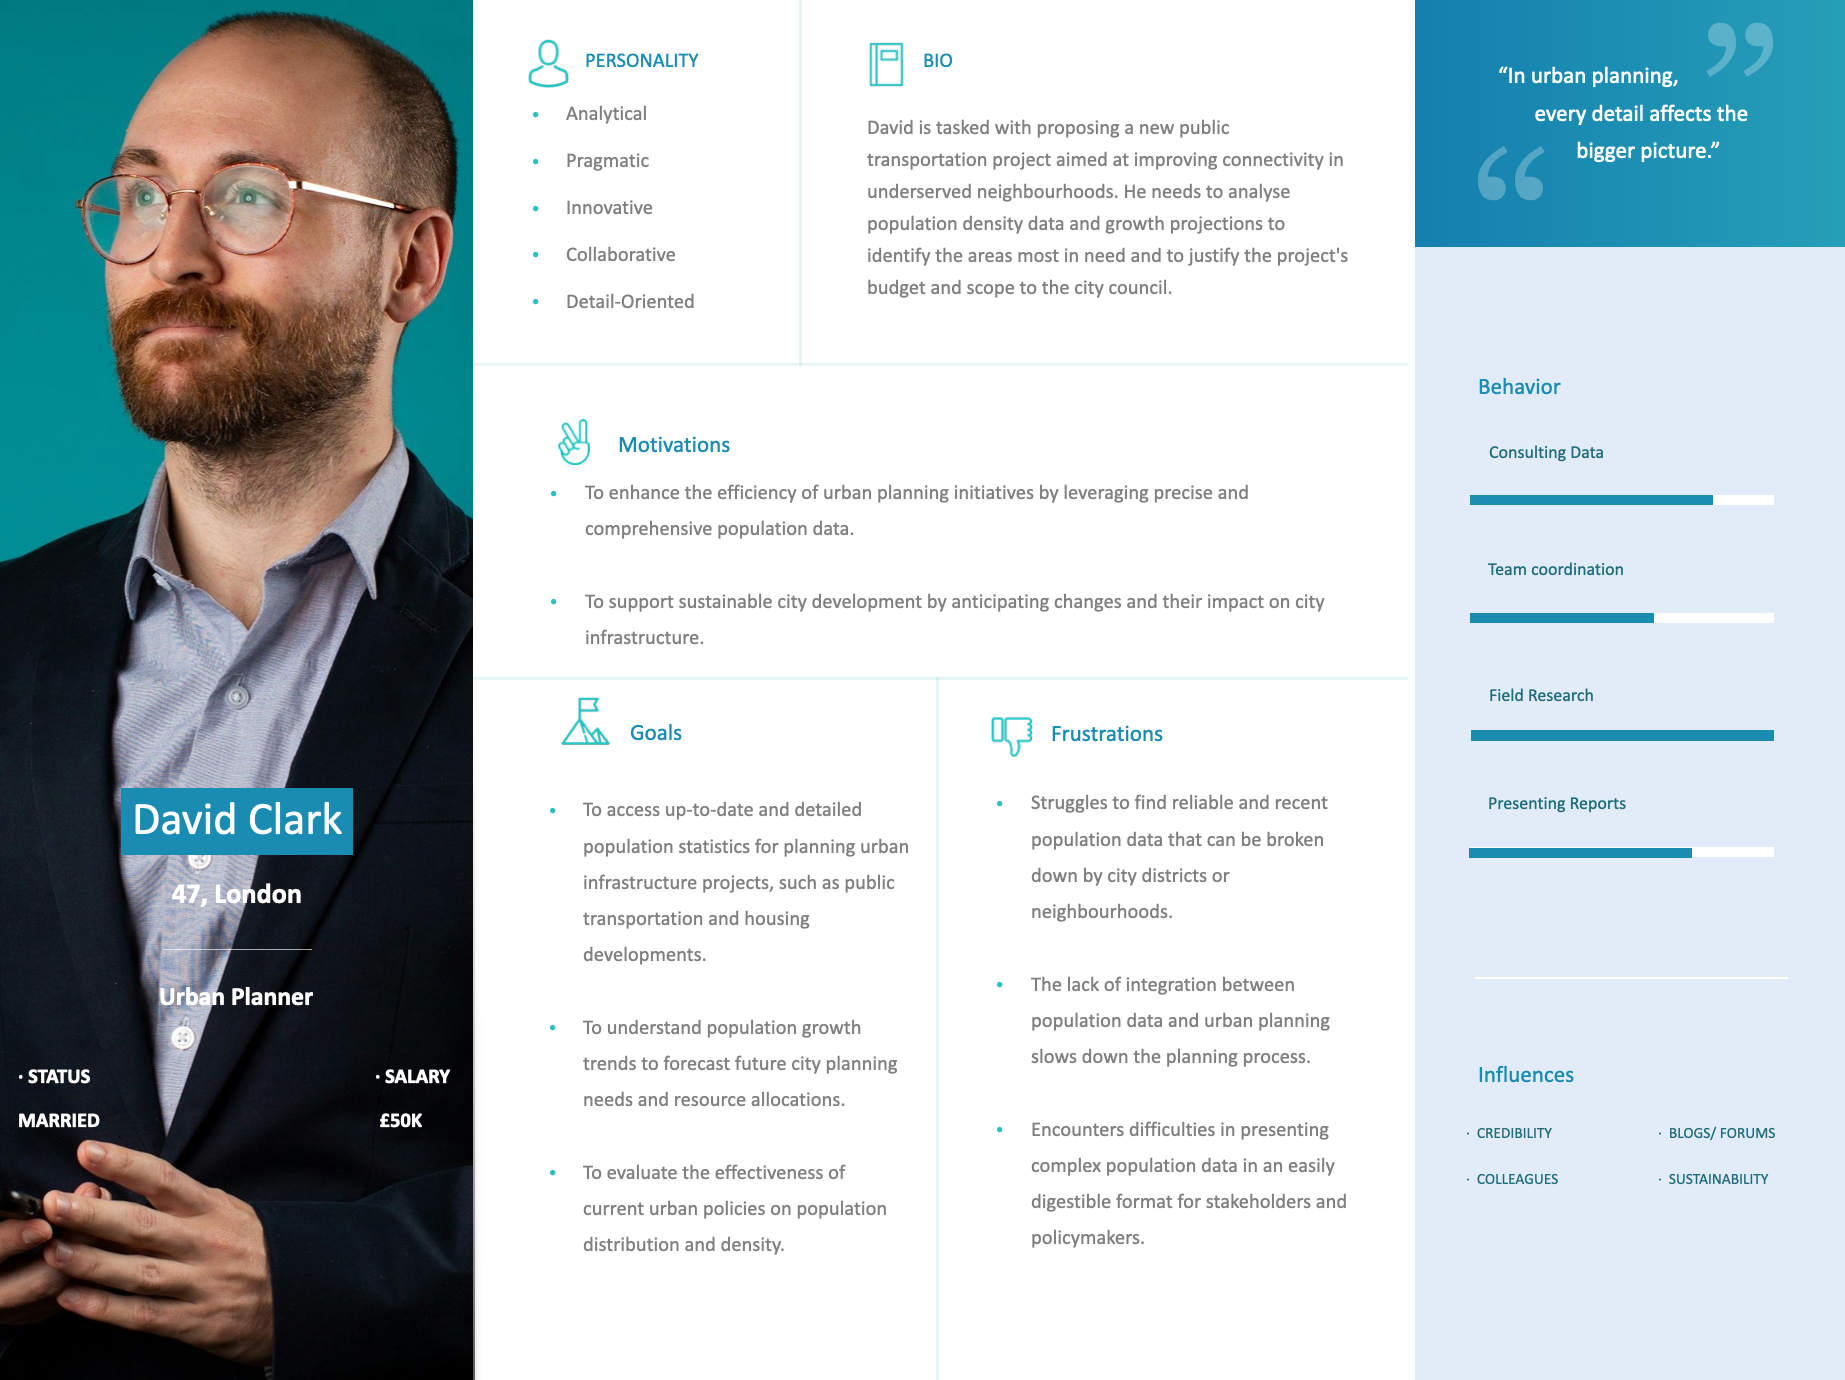 David Clark
47, London
Urban Planner
· STATUS
MARRIED
· SALARY
£50K
PERSONALITY
• Analytical
• Pragmatic
• Innovative
• Collaborative
• Detail-Oriented
BIO
David is tasked with proposing a new public
transportation project aimed at improving connectivity in
underserved neighbourhoods. He needs to analyse
population density data and growth projections to
identify the areas most in need and to justify the project's
budget and scope to the city council.
Motivations
• To enhance the efficiency of urban planning initiatives by leveraging precise and
comprehensive population data.
• To support sustainable city development by anticipating changes and their impact on city
infrastructure.
Goals
• To access up-to-date and detailed
population statistics for planning urban
infrastructure projects, such as public
transportation and housing
developments.
• To understand population growth
trends to forecast future city planning
needs and resource allocations.
• To evaluate the effectiveness of
current urban policies on population
distribution and density.
Frustrations
• Struggles to find reliable and recent
population data that can be broken
down by city districts or
neighbourhoods.
• The lack of integration between
population data and urban planning
slows down the planning process.
• Encounters difficulties in presenting
complex population data in an easily
digestible format for stakeholders and
policymakers.
“In urban planning,
every detail affects the
bigger picture.”
Behavior
Consulting Data
Team coordination
Field Research
Presenting Reports
Influences
· CREDIBILITY
· BLOGS/ FORUMS
· COLLEAGUES
· SUSTAINABILITY